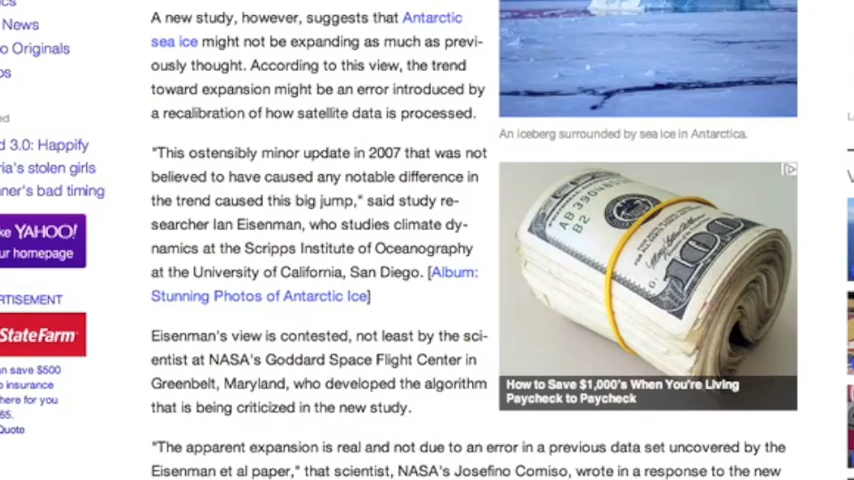 News
Originals
3.0: Happify
stolen girls
bad timing
YAHOO!
homepage
StateFarm
save $500
insurance
here for you
65.
Quote
A new study, however, suggests that Antarctic
sea ice might not be expanding as much as previ-
ously thought. According to this view, the trend
toward expansion might be an error introduced by
a recalibration of how satellite data is processed.
"This ostensibly minor update in 2007 that was not
believed to have caused any notable difference in
the trend caused this big jump," said study re-
searcher Ian Eisenman, who studies climate dy-
namics at the Scripps Institute of Oceanography
at the University of California, San Diego. [Album:
Stunning Photos of Antarctic Ice]
Eisenman's view is contested, not least by the sci-
entist at NASA's Goddard Space Flight Center in
Greenbelt, Maryland, who developed the algorithm
that is being criticized in the new study.
"The apparent expansion is real and not due to an error in a previous data set uncovered by the
Eisenman et al paper," that scientist, NASA's Josefino Comiso, wrote in a response to the new
An iceberg surrounded by sea ice in Antarctica.
B2
100
How to Save $1,000's When You're Living
Paycheck to Paycheck